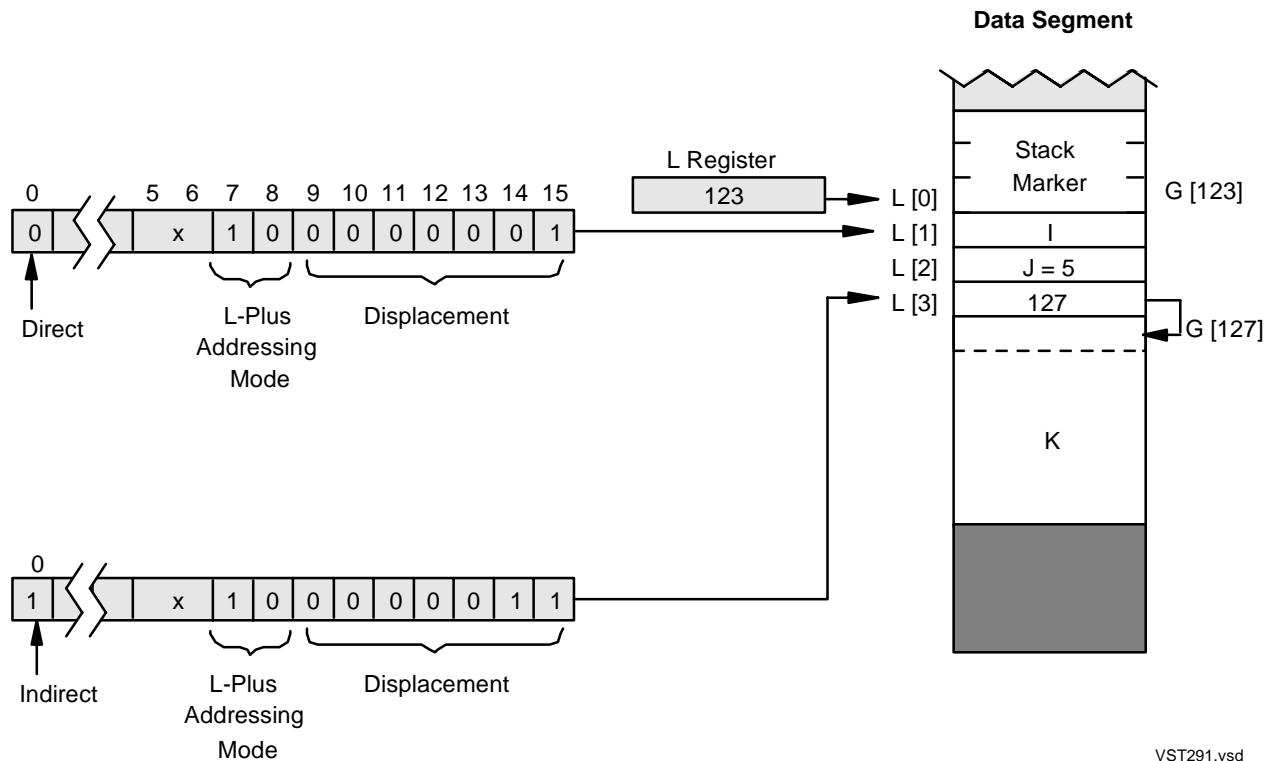 Data Segment
L Register
123
0 5 6 7 8 9 10 11 12 13 14 15
0 x 1 0 0 0 0 0 0 0 1
Direct
L-Plus
Addressing
Mode
Displacement
L [0]
L [1]
L [2]
L [3]
Stack
Marker
I
J = 5
127
K
G [123]
G [127]
0
1 x 1 0 0 0 0 0 0 1 1
Indirect
L-Plus
Addressing
Mode
Displacement
VST291.vsd